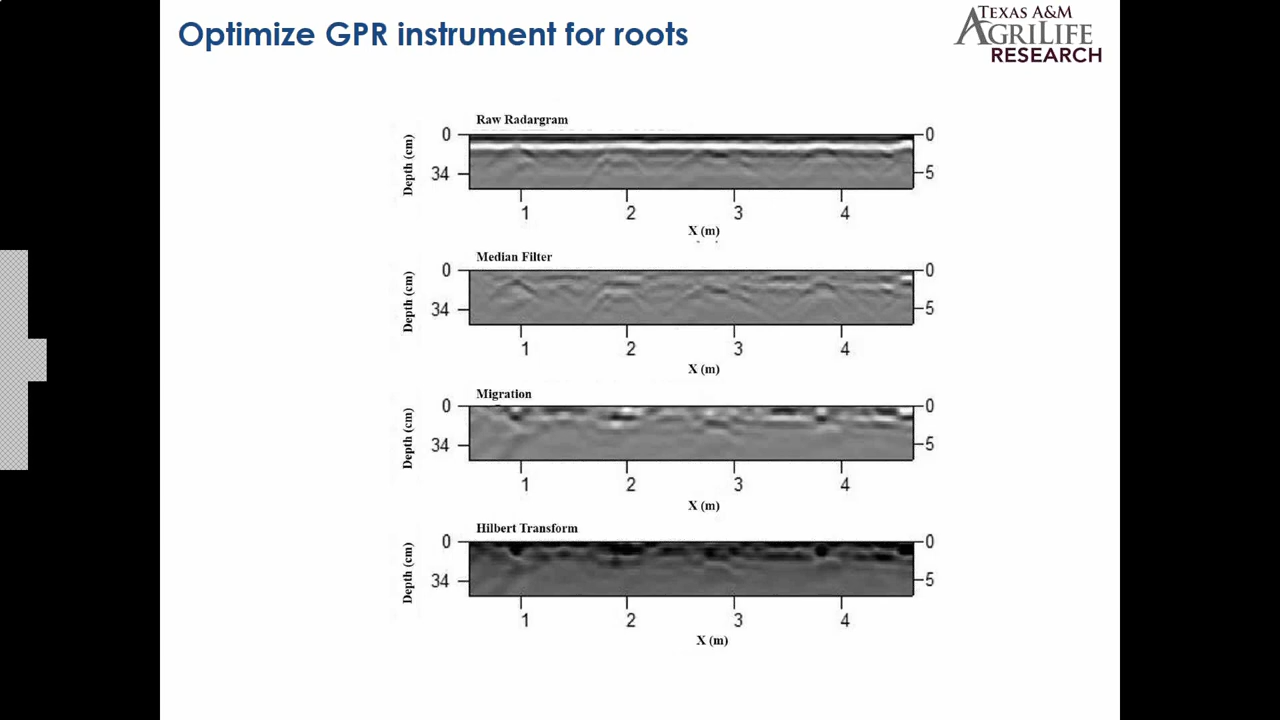 Optimize GPR instrument for roots
TEXAS A&M
AGRILIFE
RESEARCH
Raw Radargram
Depth (cm)
0
34
0
5
1 2 3 4
X (m)
Median Filter
Depth (cm)
0
34
0
5
1 2 3 4
X (m)
Migration
Depth (cm)
0
34
0
5
1 2 3 4
X (m)
Hilbert Transform
Depth (cm)
0
34
0
5
1 2 3 4
X (m)